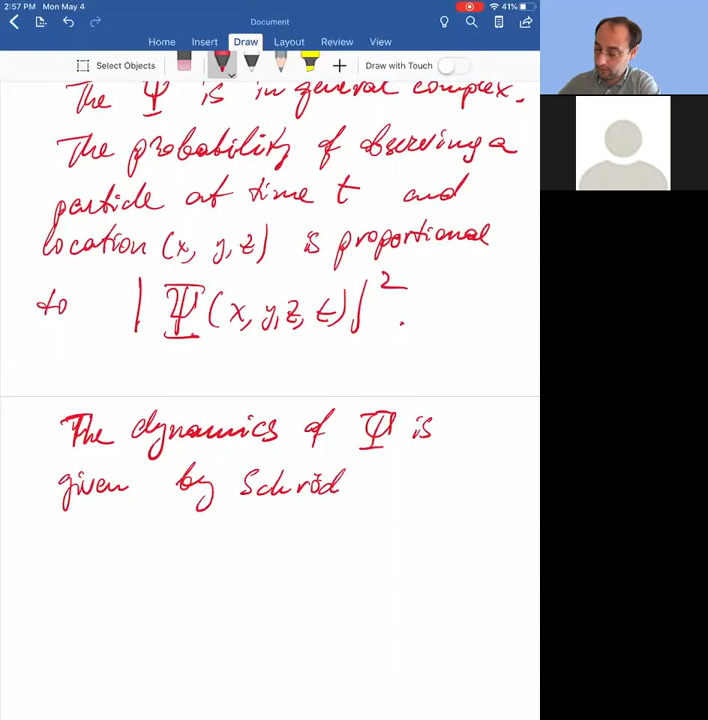 2:57 PM Mon May 4
41%
Document
Home Insert Draw Layout Review View
Select Objects
Draw with Touch
The Ψ is in general complex.
The probability of observing a
particle at time t and
location (x, y, z) is proportional
to |Ψ(x, y, z, t)|².
The dynamics of Ψ is
given by Schröd